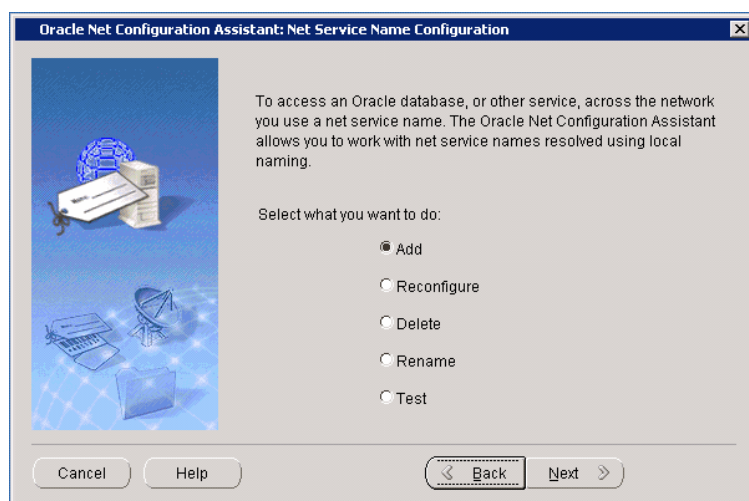 Oracle Net Configuration Assistant: Net Service Name Configuration
To access an Oracle database, or other service, across the network
you use a net service name. The Oracle Net Configuration Assistant
allows you to work with net service names resolved using local
naming.
Select what you want to do:
Add
Reconfigure
Delete
Rename
Test
Cancel
Help
Back
Next